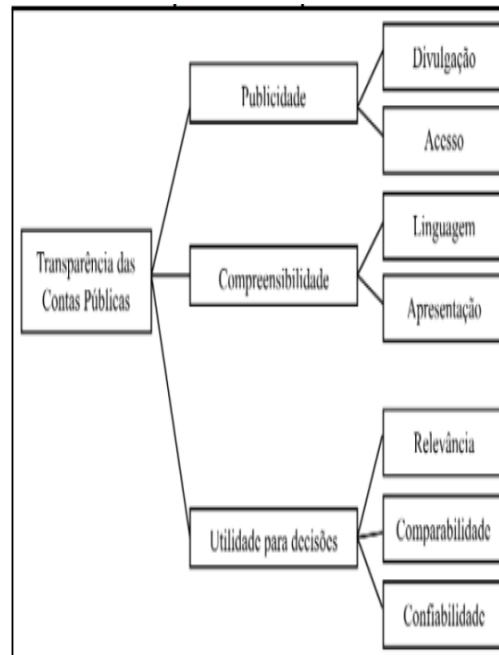 Transparência das
Contas Públicas
Publicidade
Divulgação
Acesso
Compreensibilidade
Linguagem
Apresentação
Utilidade para decisões
Relevância
Comparabilidade
Confiabilidade